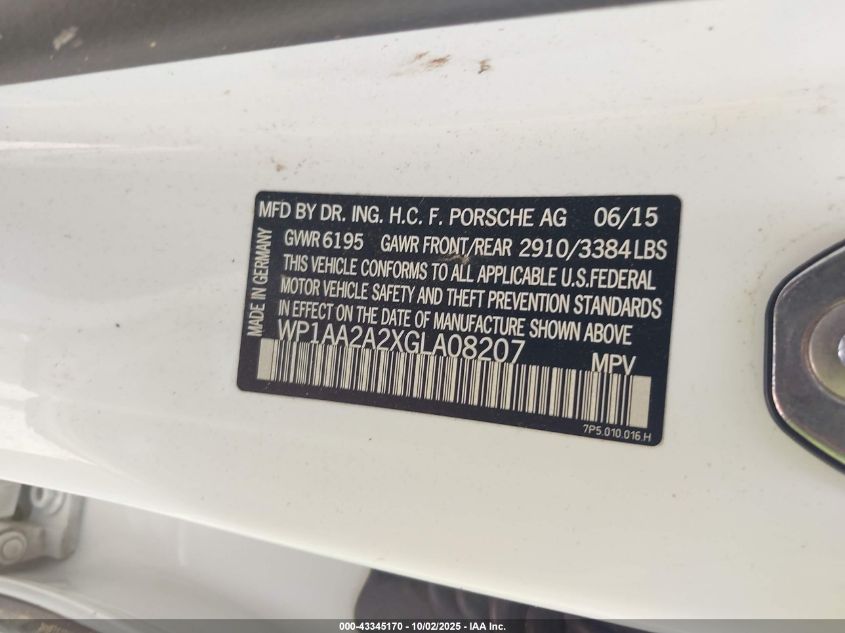 MFD BY DR. ING. H.C. F. PORSCHE AG 06/15
GVWR 6195 GAWR FRONT/REAR 2910/3384 LBS
THIS VEHICLE CONFORMS TO ALL APPLICABLE U.S.FEDERAL
MOTOR VEHICLE SAFETY AND THEFT PREVENTION STANDARDS
IN EFFECT ON THE DATE OF MANUFACTURE SHOWN ABOVE
WP1AA2A2XGLA08207
MPV
MADE IN GERMANY
7P5.010.016.H
000-43345170 - 10/02/2025 - IAA Inc.